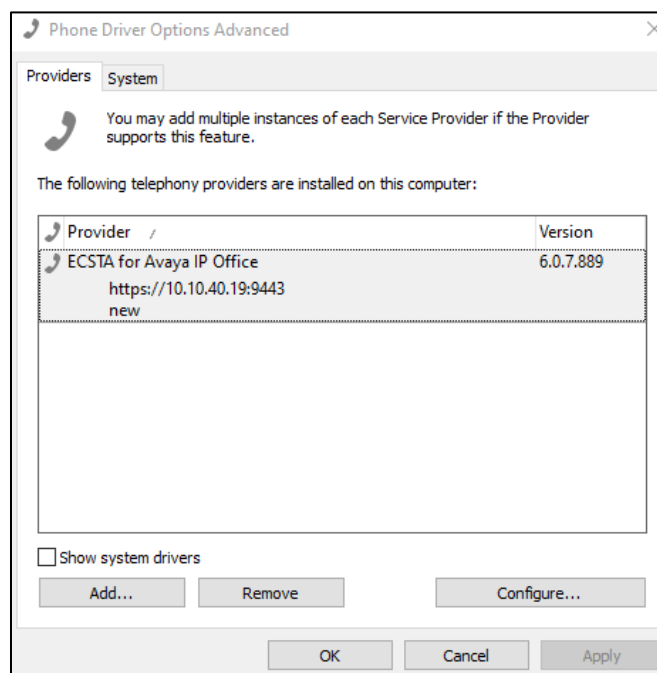 Phone Driver Options Advanced
Providers System
You may add multiple instances of each Service Provider if the Provider
supports this feature.
The following telephony providers are installed on this computer:
Provider / Version
ECSTA for Avaya IP Office 6.0.7.889
https://10.10.40.19:9443
new
Show system drivers
Add... Remove Configure...
OK Cancel Apply